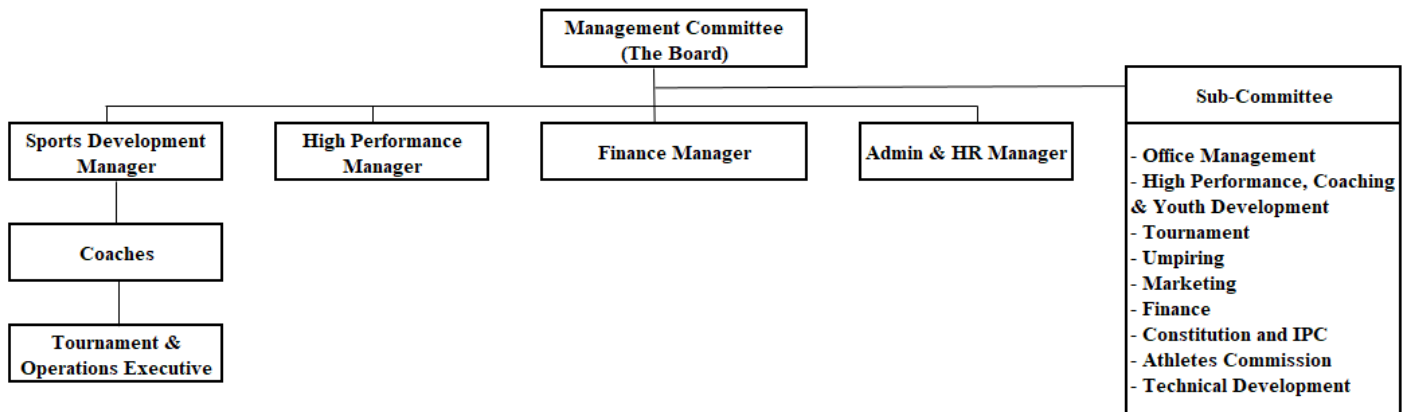 Management Committee
(The Board)
Sub-Committee
Sports Development
Manager
High Performance
Manager
Finance Manager
Admin & HR Manager
- Office Management
- High Performance, Coaching
& Youth Development
- Tournament
- Umpiring
- Marketing
- Finance
- Constitution and IPC
- Athletes Commission
- Technical Development
Coaches
Tournament &
Operations Executive